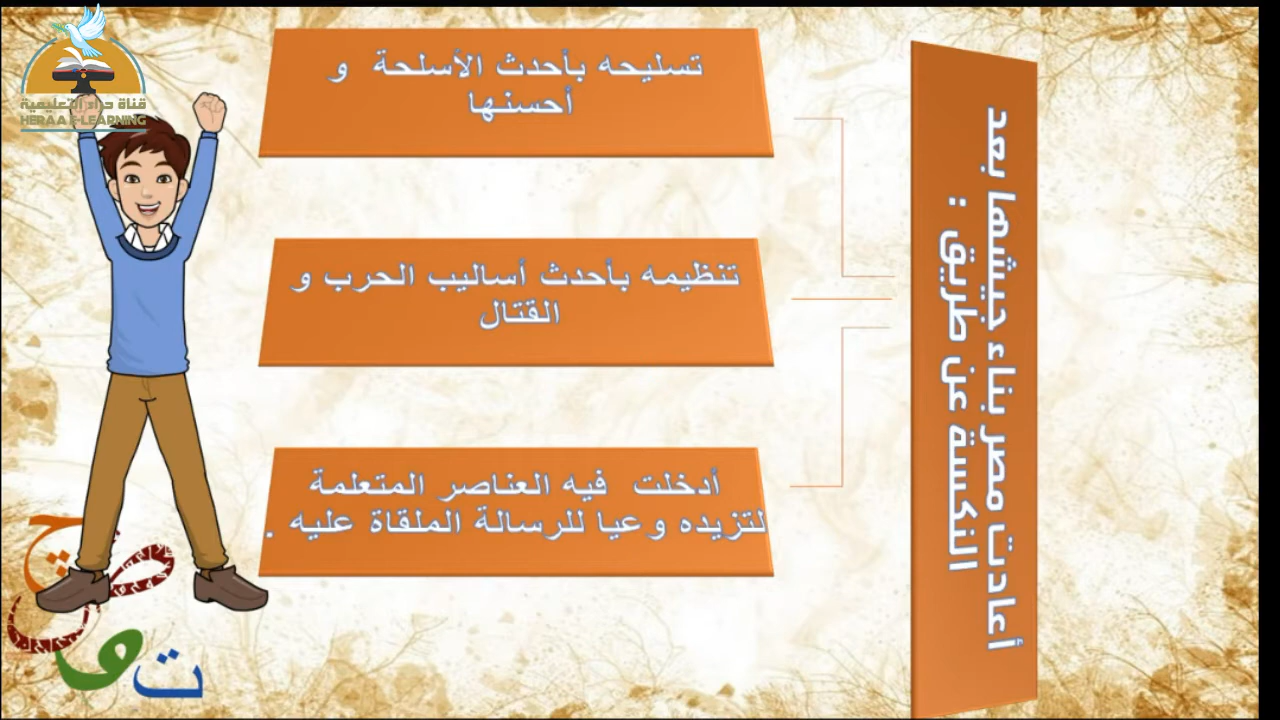 قناة حراء التعليمية
HERAA E-LEARNING
أعادت مصر بناء جيشها بعد
النكسة عن طريق :
تسليحه بأحدث الأسلحة و
أحسنها
تنظيمه بأحدث أساليب الحرب و
القتال
أدخلت فيه العناصر المتعلمة
لتزيده وعيا للرسالة الملقاة عليه .
ج
ض
و
ت